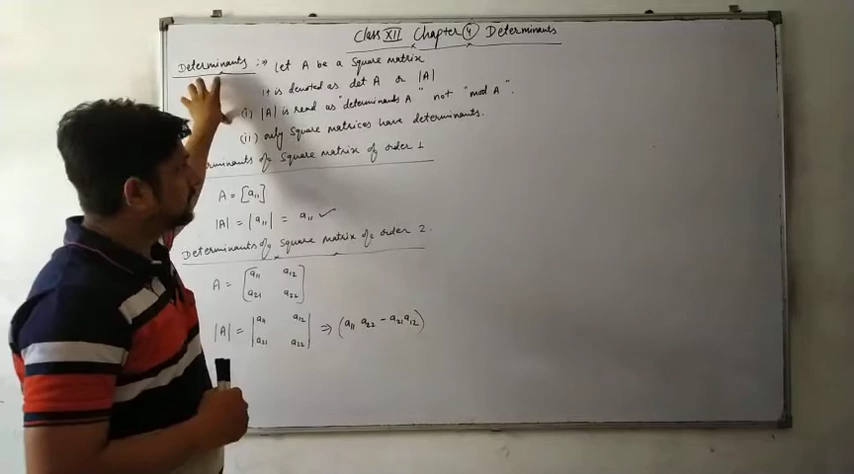 Class XII Chapter 4 Determinants
Determinants :⇒ Let A be a Square matrix
It is denoted as det A or |A|
(i) |A| is read as "determinants A" not "mod A".
(ii) only Square matrices have determinants.
minants of Square matrix of order 1
A = [a₁₁]
|A| = |a₁₁| = a₁₁ ✓
Determinants of Square matrix of order 2.
A = [a₁₁ a₁₂
a₂₁ a₂₂]
|A| = |a₁₁ a₁₂
a₂₁ a₂₂| ⇒ (a₁₁ a₂₂ - a₂₁ a₁₂)